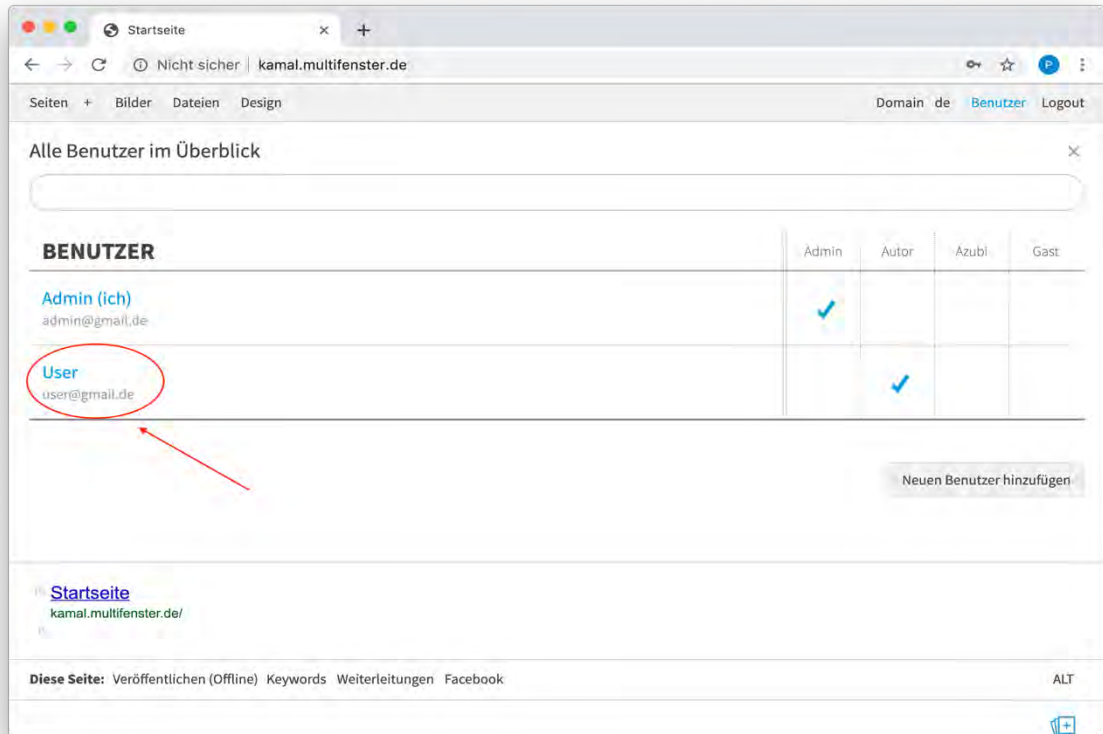 Startseite
Nicht sicher kamal.multifenster.de
P
Seiten + Bilder Dateien Design Domain de Benutzer Logout
Alle Benutzer im Überblick
BENUTZER Admin Autor Azubi Gast
Admin (ich)
admin@gmail.de
User
user@gmail.de
Neuen Benutzer hinzufügen
Startseite
kamal.multifenster.de/
Diese Seite: Veröffentlichen (Offline) Keywords Weiterleitungen Facebook ALT